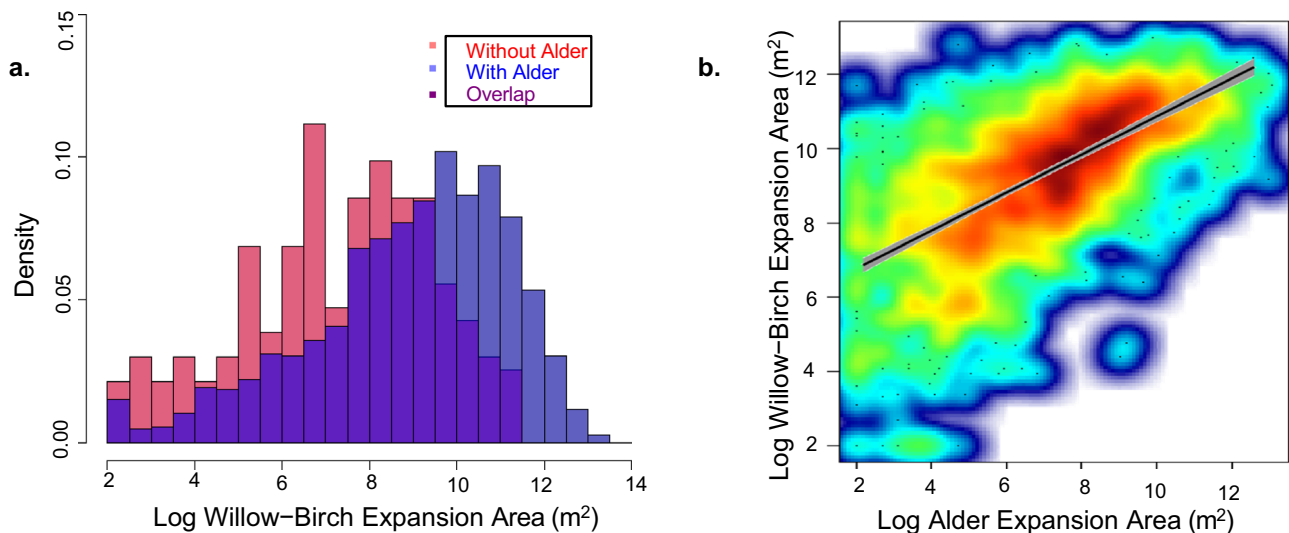 a.
0.15
0.10
0.05
0.00
Density
Without Alder
With Alder
Overlap
2 4 6 8 10 12 14
Log Willow−Birch Expansion Area (m²)
b.
12
10
8
6
4
2
Log Willow−Birch Expansion Area (m²)
2 4 6 8 10 12
Log Alder Expansion Area (m²)